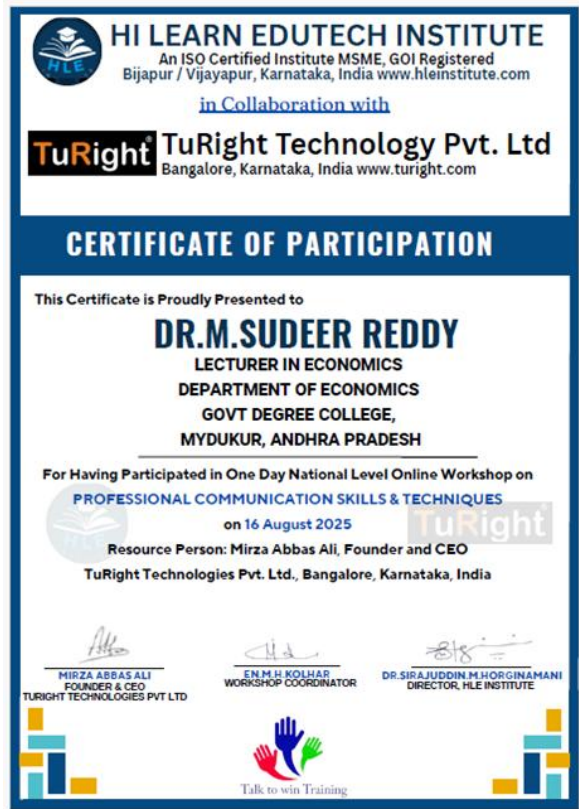 HI LEARN EDUTECH INSTITUTE
An ISO Certified Institute MSME, GOI Registered
Bijapur / Vijayapur, Karnataka, India www.hleinstitute.com
HLE
in Collaboration with
TuRight
TuRight Technology Pvt. Ltd
Bangalore, Karnataka, India www.turight.com
CERTIFICATE OF PARTICIPATION
This Certificate is Proudly Presented to
DR.M.SUDEER REDDY
LECTURER IN ECONOMICS
DEPARTMENT OF ECONOMICS
GOVT DEGREE COLLEGE,
MYDUKUR, ANDHRA PRADESH
For Having Participated in One Day National Level Online Workshop on
PROFESSIONAL COMMUNICATION SKILLS & TECHNIQUES
on 16 August 2025
HLE
TuRight
Resource Person: Mirza Abbas Ali, Founder and CEO
TuRight Technologies Pvt. Ltd., Bangalore, Karnataka, India
MIRZA ABBAS ALI
FOUNDER & CEO
TURIGHT TECHNOLOGIES PVT LTD
EN.M.H.KOLHAR
WORKSHOP COORDINATOR
DR.SIRAJUDDIN.M.HORGINAMANI
DIRECTOR, HLE INSTITUTE
Talk to win Training